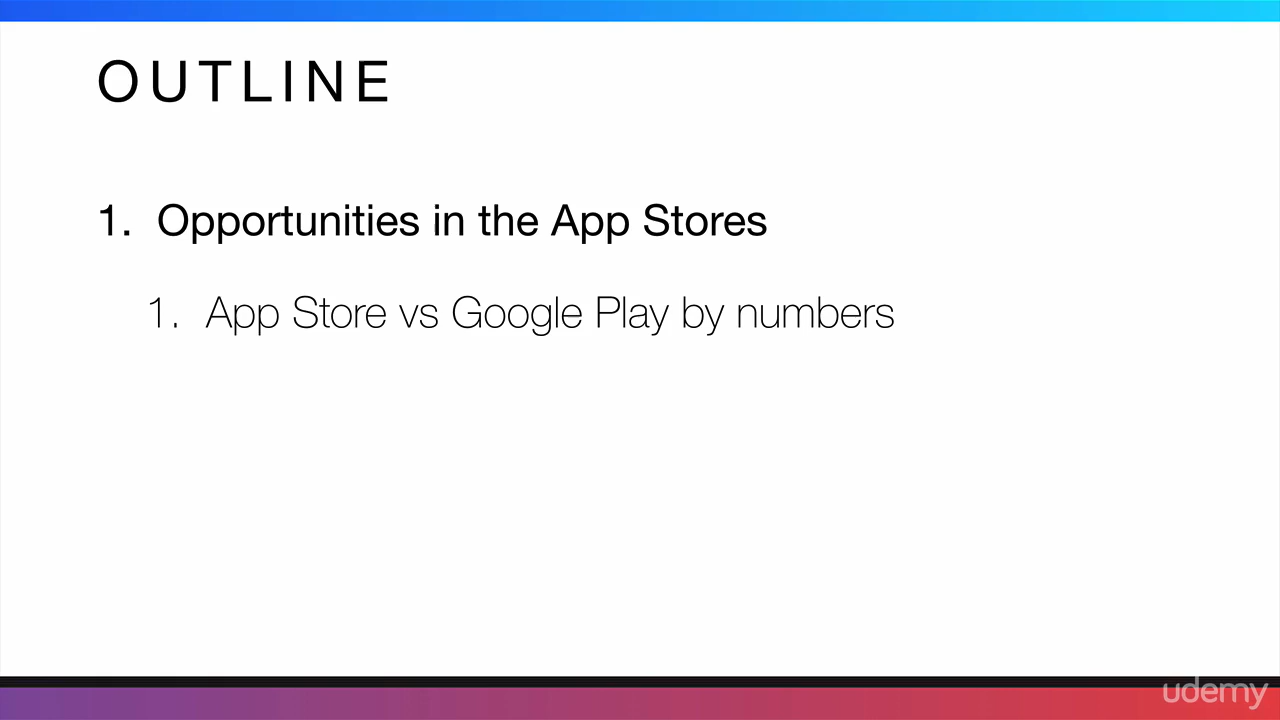 OUTLINE
1. Opportunities in the App Stores
1. App Store vs Google Play by numbers
udemy